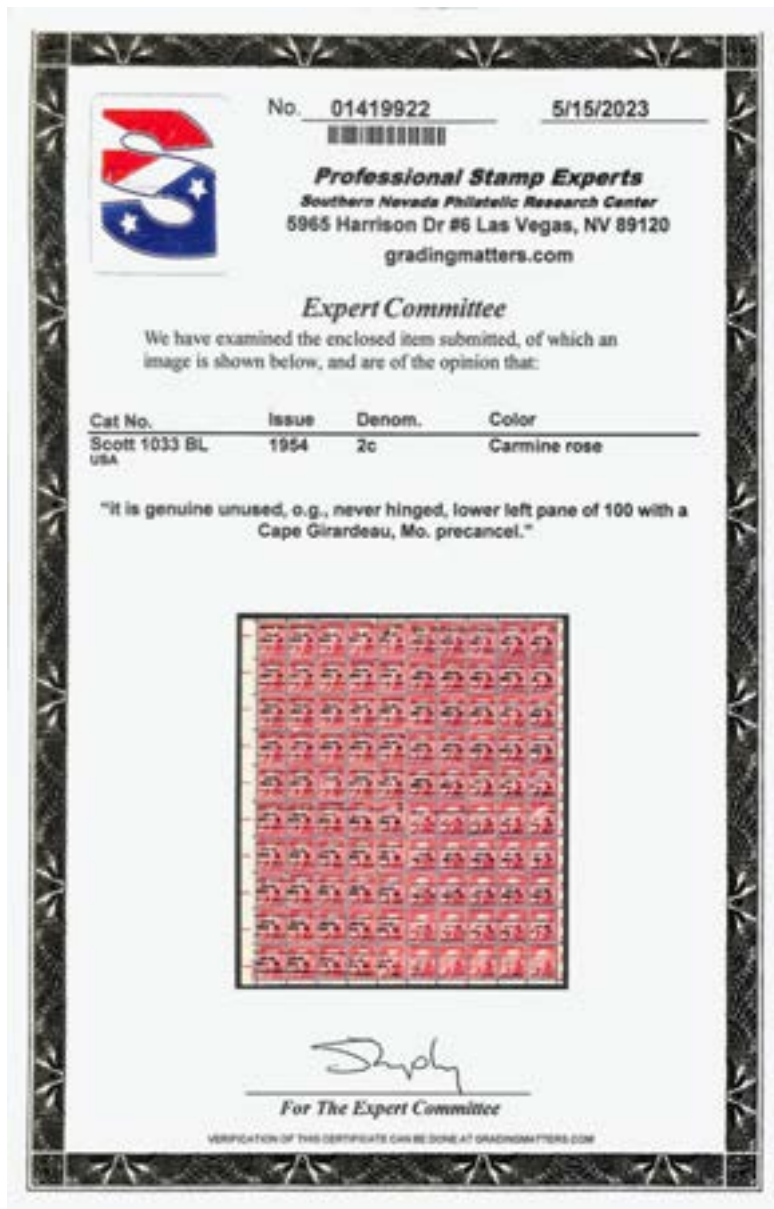 No. 01419922 5/15/2023
Professional Stamp Experts
Southern Nevada Philatelic Research Center
5965 Harrison Dr #6 Las Vegas, NV 89120
gradingmatters.com
Expert Committee
We have examined the enclosed item submitted, of which an
image is shown below, and are of the opinion that:
Cat No. Issue Denom. Color
Scott 1033 BL 1954 2c Carmine rose
USA
"it is genuine unused, o.g., never hinged, lower left pane of 100 with a
Cape Girardeau, Mo. precancel."
For The Expert Committee
VERIFICATION OF THIS CERTIFICATE CAN BE DONE AT GRADINGMATTERS.COM